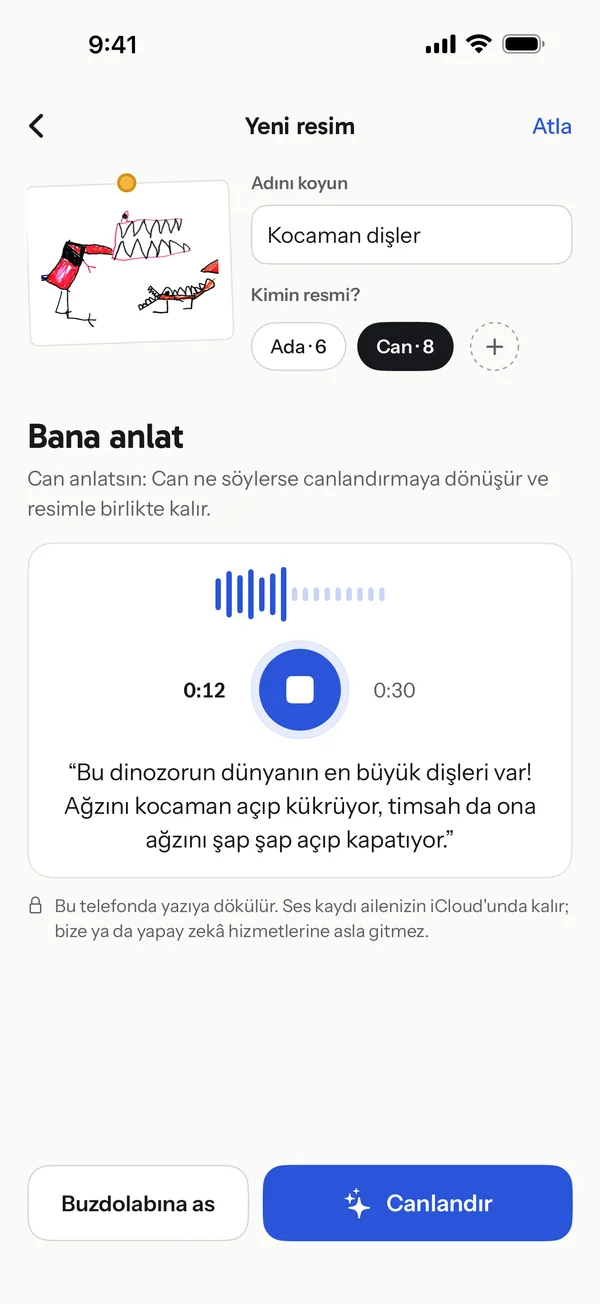 9:41
Yeni resim
Atla
Adını koyun
Kocaman dişler
Kimin resmi?
Ada·6
Can·8
Bana anlat
Can anlatsın: Can ne söylerse canlandırmaya dönüşür ve
resimle birlikte kalır.
0:12
0:30
“Bu dinozorun dünyanın en büyük dişleri var!
Ağzını kocaman açıp kükrüyor, timsah da ona
ağzını şap şap açıp kapatıyor.”
Bu telefonda yazıya dökülür. Ses kaydı ailenizin iCloud'unda kalır;
bize ya da yapay zekâ hizmetlerine asla gitmez.
Buzdolabına as
Canlandır